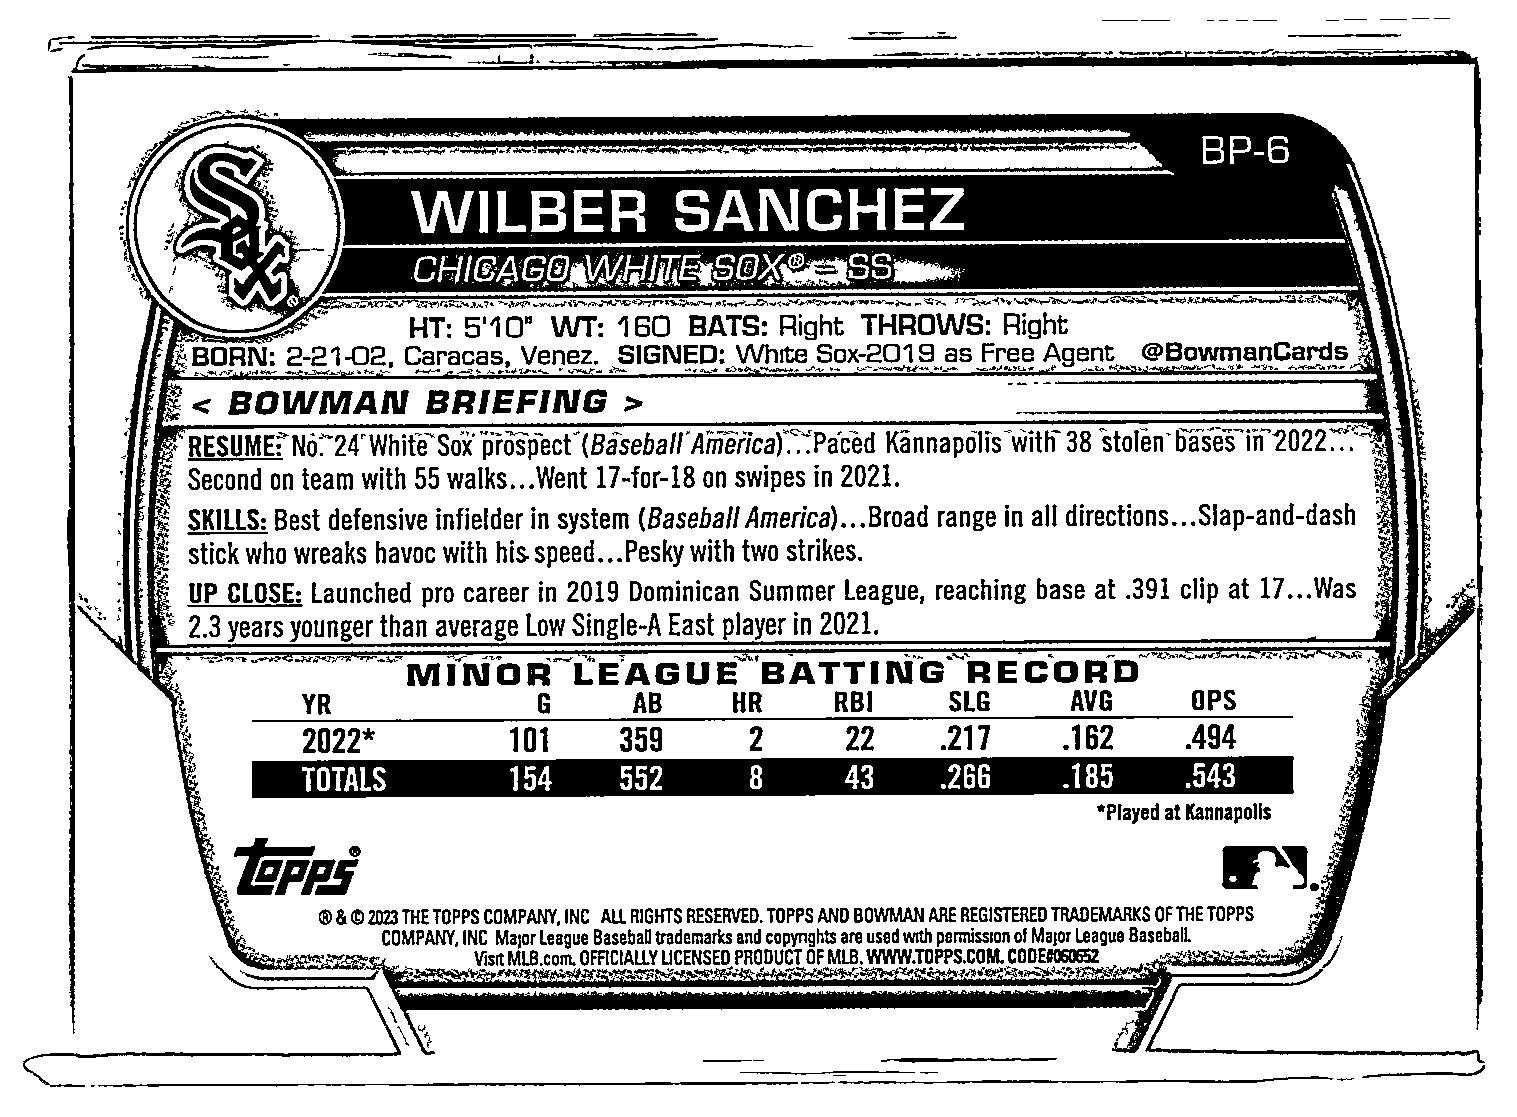 BP-6
Sox ®
WILBER SANCHEZ
CHICAGO WHITE SOX® – SS
HT: 5'10" WT: 160 BATS: Right THROWS: Right
BORN: 2-21-02, Caracas, Venez. SIGNED: White Sox-2019 as Free Agent @BowmanCards
< BOWMAN BRIEFING >
RESUME: No. 24 White Sox prospect (Baseball America)...Paced Kannapolis with 38 stolen bases in 2022...
Second on team with 55 walks...Went 17-for-18 on swipes in 2021.
SKILLS: Best defensive infielder in system (Baseball America)...Broad range in all directions...Slap-and-dash
stick who wreaks havoc with his speed...Pesky with two strikes.
UP CLOSE: Launched pro career in 2019 Dominican Summer League, reaching base at .391 clip at 17...Was
2.3 years younger than average Low Single-A East player in 2021.
MINOR LEAGUE BATTING RECORD
YR G AB HR RBI SLG AVG OPS
2022* 101 359 2 22 .217 .162 .494
TOTALS 154 552 8 43 .266 .185 .543
*Played at Kannapolis
Topps®
® & © 2023 THE TOPPS COMPANY, INC ALL RIGHTS RESERVED. TOPPS AND BOWMAN ARE REGISTERED TRADEMARKS OF THE TOPPS
COMPANY, INC Major League Baseball trademarks and copyrights are used with permission of Major League Baseball.
Visit MLB.com. OFFICIALLY LICENSED PRODUCT OF MLB. WWW.TOPPS.COM. CODE#060652